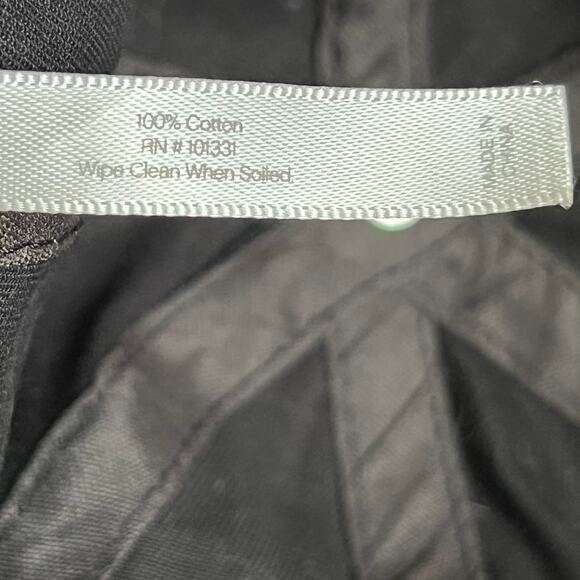 100% Cotton
RN # 101331
Wipe Clean When Soiled.
MADE IN
CHINA